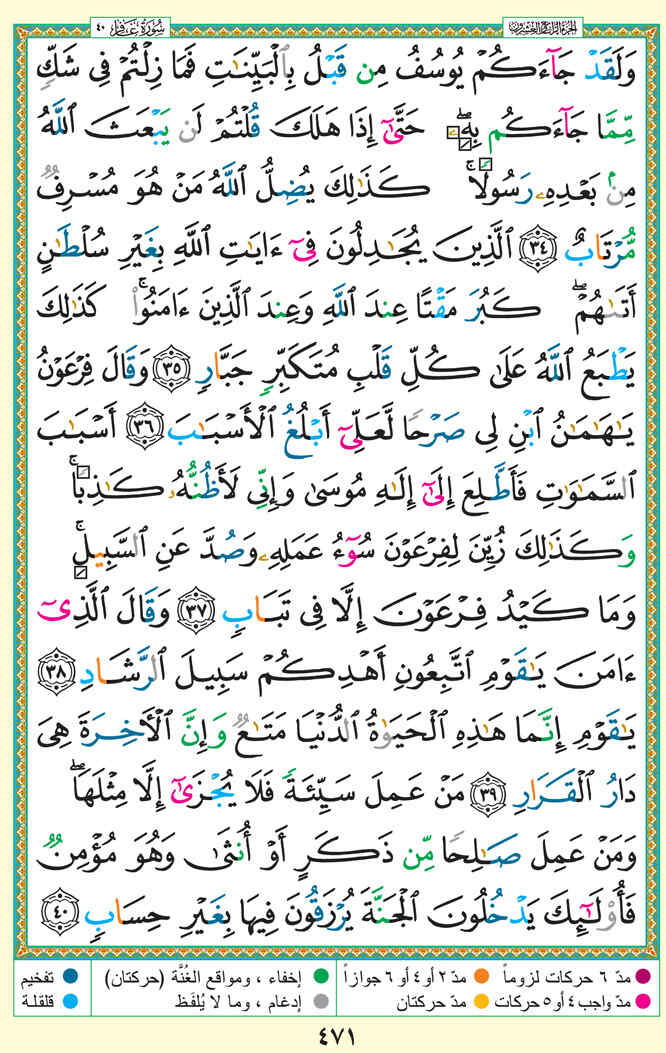 سُورَةُ غَافِر ٤٠
الجزء الرابع والعشرون
وَلَقَدْ جَآءَكُمْ يُوسُفُ مِن قَبْلُ بِٱلْبَيِّنَـٰتِ فَمَا زِلْتُمْ فِى شَكٍّ
مِّمَّا جَآءَكُم بِهِۦۖ حَتَّىٰٓ إِذَا هَلَكَ قُلْتُمْ لَن يَبْعَثَ ٱللَّهُ
مِنۢ بَعْدِهِۦ رَسُولًاۚ كَذَٰلِكَ يُضِلُّ ٱللَّهُ مَنْ هُوَ مُسْرِفٌ
مُّرْتَابٌ ﴿٣٤﴾ ٱلَّذِينَ يُجَـٰدِلُونَ فِىٓ ءَايَـٰتِ ٱللَّهِ بِغَيْرِ سُلْطَـٰنٍ
أَتَىٰهُمْۖ كَبُرَ مَقْتًا عِندَ ٱللَّهِ وَعِندَ ٱلَّذِينَ ءَامَنُوا۟ۚ كَذَٰلِكَ
يَطْبَعُ ٱللَّهُ عَلَىٰ كُلِّ قَلْبِ مُتَكَبِّرٍ جَبَّارٍ ﴿٣٥﴾ وَقَالَ فِرْعَوْنُ
يَـٰهَـٰمَـٰنُ ٱبْنِ لِى صَرْحًا لَّعَلِّىٓ أَبْلُغُ ٱلْأَسْبَـٰبَ ﴿٣٦﴾ أَسْبَـٰبَ
ٱلسَّمَـٰوَٰتِ فَأَطَّلِعَ إِلَىٰٓ إِلَـٰهِ مُوسَىٰ وَإِنِّى لَأَظُنُّهُۥ كَـٰذِبًاۚ
وَكَذَٰلِكَ زُيِّنَ لِفِرْعَوْنَ سُوٓءُ عَمَلِهِۦ وَصُدَّ عَنِ ٱلسَّبِيلِۚ
وَمَا كَيْدُ فِرْعَوْنَ إِلَّا فِى تَبَابٍ ﴿٣٧﴾ وَقَالَ ٱلَّذِىٓ
ءَامَنَ يَـٰقَوْمِ ٱتَّبِعُونِ أَهْدِكُمْ سَبِيلَ ٱلرَّشَادِ ﴿٣٨﴾
يَـٰقَوْمِ إِنَّمَا هَـٰذِهِ ٱلْحَيَوٰةُ ٱلدُّنْيَا مَتَـٰعٌ وَإِنَّ ٱلْـَٔاخِرَةَ هِىَ
دَارُ ٱلْقَرَارِ ﴿٣٩﴾ مَنْ عَمِلَ سَيِّئَةً فَلَا يُجْزَىٰٓ إِلَّا مِثْلَهَاۖ
وَمَنْ عَمِلَ صَـٰلِحًا مِّن ذَكَرٍ أَوْ أُنثَىٰ وَهُوَ مُؤْمِنٌ
فَأُو۟لَـٰٓئِكَ يَدْخُلُونَ ٱلْجَنَّةَ يُرْزَقُونَ فِيهَا بِغَيْرِ حِسَابٍ ﴿٤٠﴾
مدّ ٦ حركات لزوماً مدّ ٢ أو ٤ أو ٦ جوازاً إخفاء ، ومواقع الغُنَّة (حركتان) تفخيم
مدّ واجب ٤ أو ٥ حركات مدّ حركتان إدغام ، وما لا يُلفَظ قلقلة
٤٧١